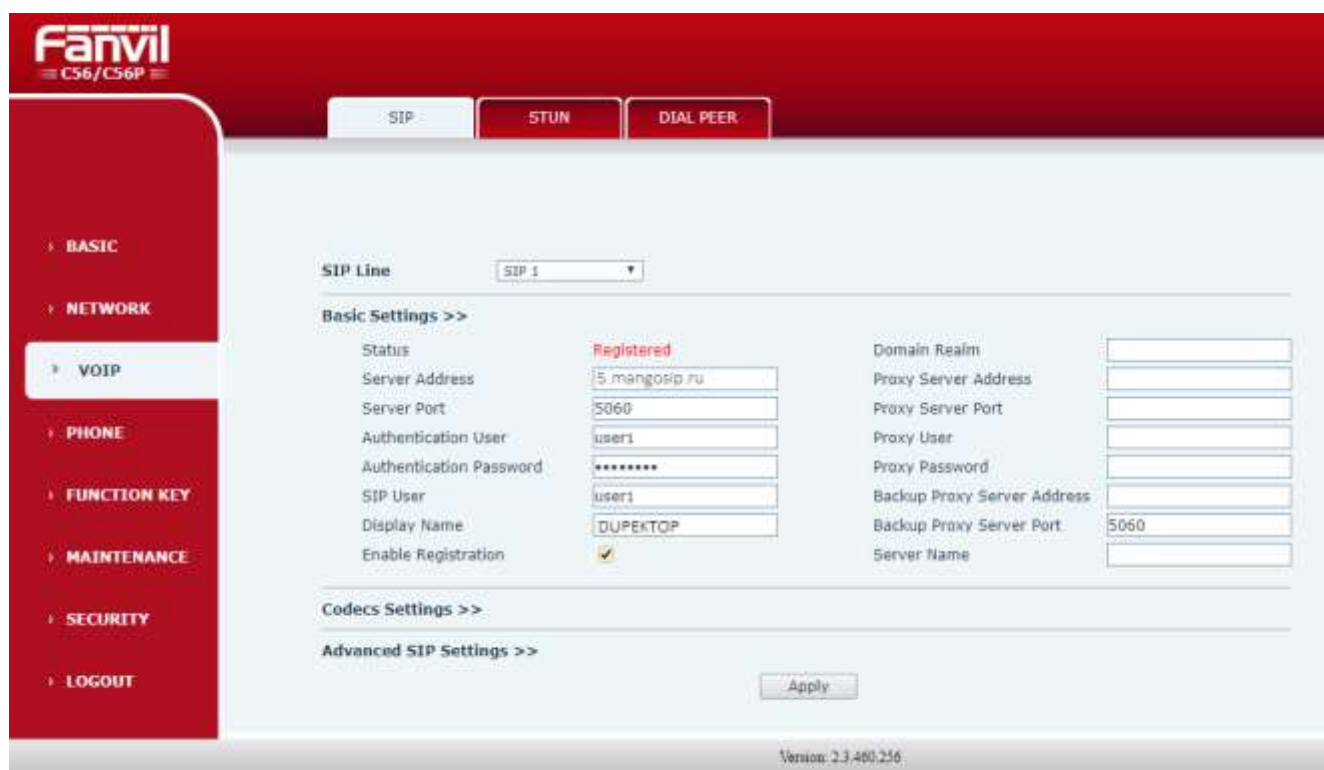 Fanvil
C56/C56P
SIP
STUN
DIAL PEER
BASIC
NETWORK
VOIP
PHONE
FUNCTION KEY
MAINTENANCE
SECURITY
LOGOUT
SIP Line SIP 1
Basic Settings >>
Status Registered Domain Realm
Server Address 5.mangosip.ru Proxy Server Address
Server Port 5060 Proxy Server Port
Authentication User user1 Proxy User
Authentication Password •••••••• Proxy Password
SIP User user1 Backup Proxy Server Address
Display Name DUPEKTOP Backup Proxy Server Port 5060
Enable Registration Server Name
Codecs Settings >>
Advanced SIP Settings >>
Apply
Version: 2.3.460.256